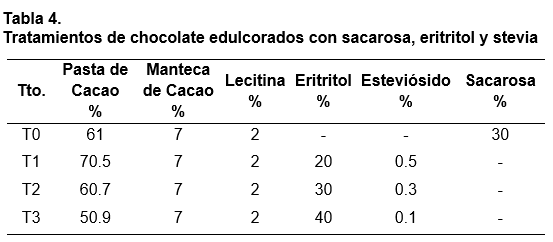 Tabla 4.
Tratamientos de chocolate edulcorados con sacarosa, eritritol y stevia
Tto. Pasta de Cacao % Manteca de Cacao % Lecitina % Eritritol % Esteviósido % Sacarosa %
T0 61 7 2 - - 30
T1 70.5 7 2 20 0.5 -
T2 60.7 7 2 30 0.3 -
T3 50.9 7 2 40 0.1 -